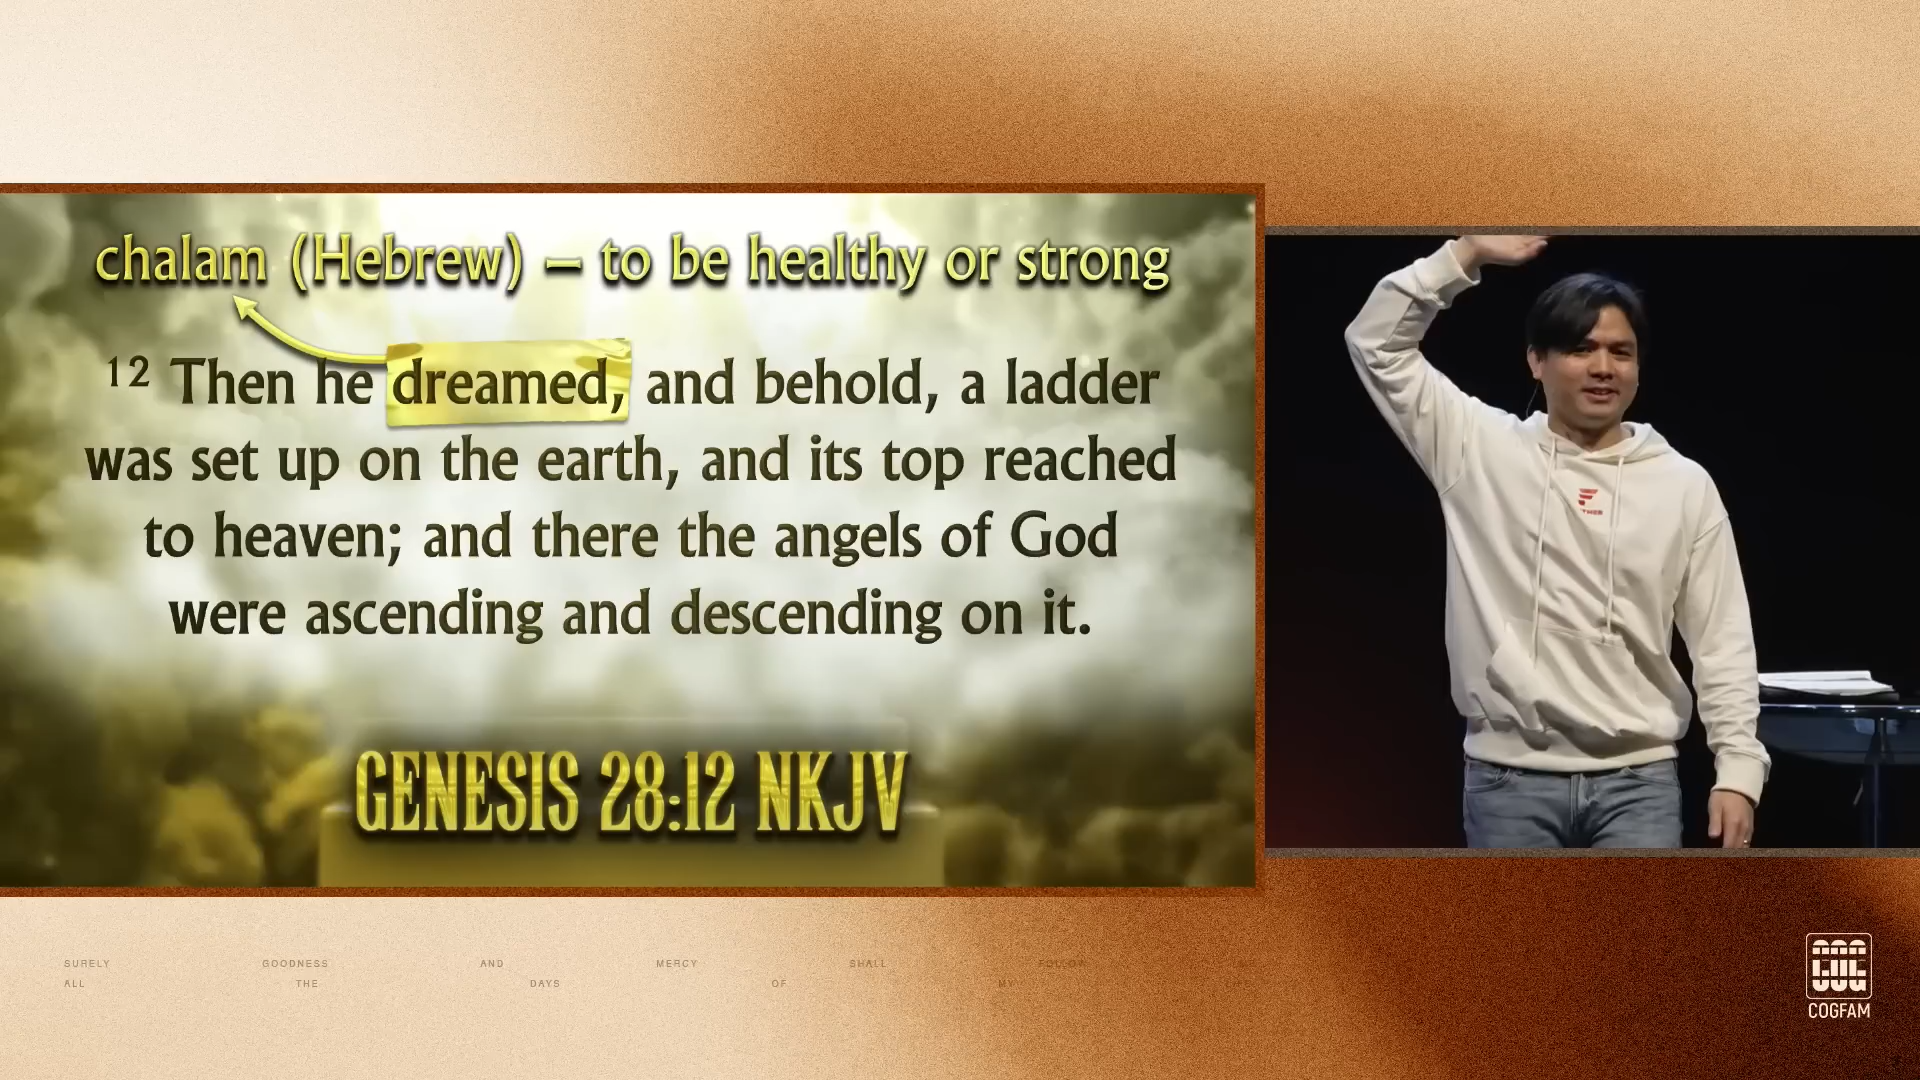 chalam (Hebrew) – to be healthy or strong
12 Then he dreamed, and behold, a ladder
was set up on the earth, and its top reached
to heaven; and there the angels of God
were ascending and descending on it.
GENESIS 28:12 NKJV
SURELY GOODNESS AND MERCY SHALL FOLLOW ME
ALL THE DAYS OF MY
COGFAM